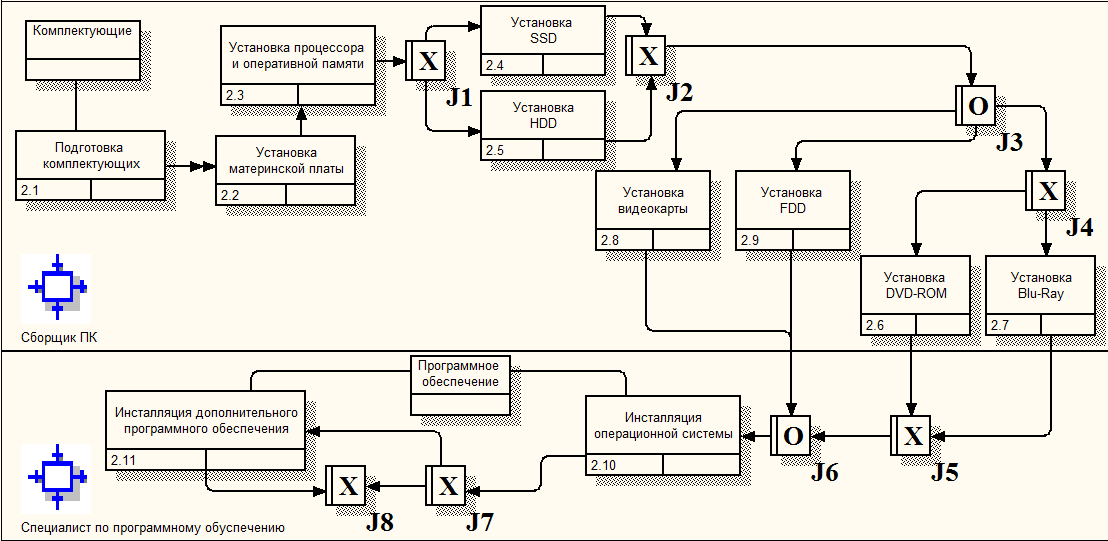 Комплектующие
Подготовка
комплектующих
2.1
Установка
материнской платы
2.2
Установка процессора
и оперативной памяти
2.3
X
J1
Установка
SSD
2.4
Установка
HDD
2.5
X
J2
O
J3
X
J4
Установка
видеокарты
2.8
Установка
FDD
2.9
Установка
DVD-ROM
2.6
Установка
Blu-Ray
2.7
Сборщик ПК
Программное
обеспечение
Инсталляция дополнительного
программного обеспечения
2.11
Инсталляция
операционной системы
2.10
O
J6
X
J5
X
J8
X
J7
Специалист по программному обуспечению